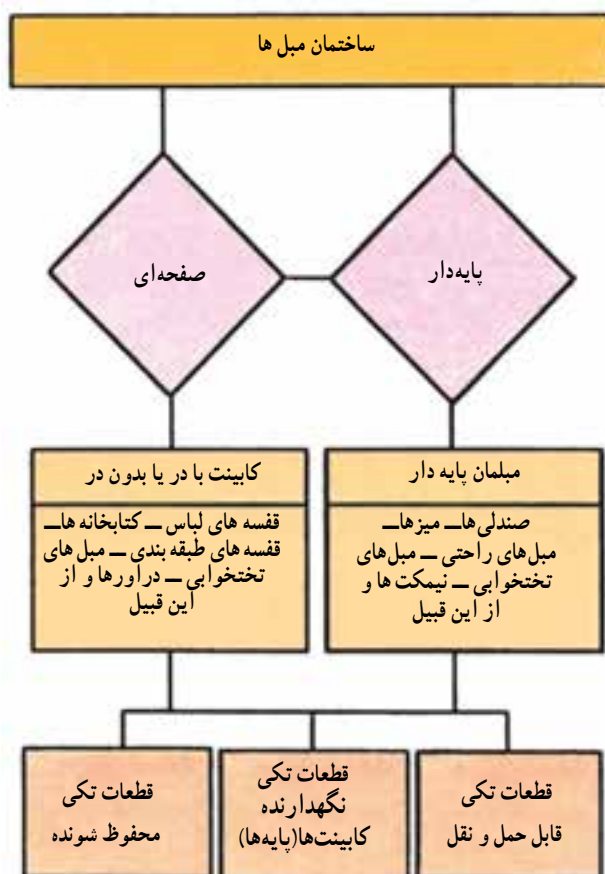 ساختمان مبل ها
پایه‌دار
صفحه‌ای
مبلمان پایه دار
صندلی‌ها ــ میزها ــ
مبل‌های راحتی ــ مبل‌های
تختخوابی ــ نیمکت ها و
از این قبیل
کابینت با در یا بدون در
قفسه های لباس ــ کتابخانه ها ــ
قفسه های طبقه بندی ــ مبل های
تختخوابی ــ دراورها و از
این قبیل
قطعات تکی
قابل حمل و نقل
قطعات تکی
نگهدارنده
کابینت‌ها(پایه‌ها)
قطعات تکی
محفوظ شونده